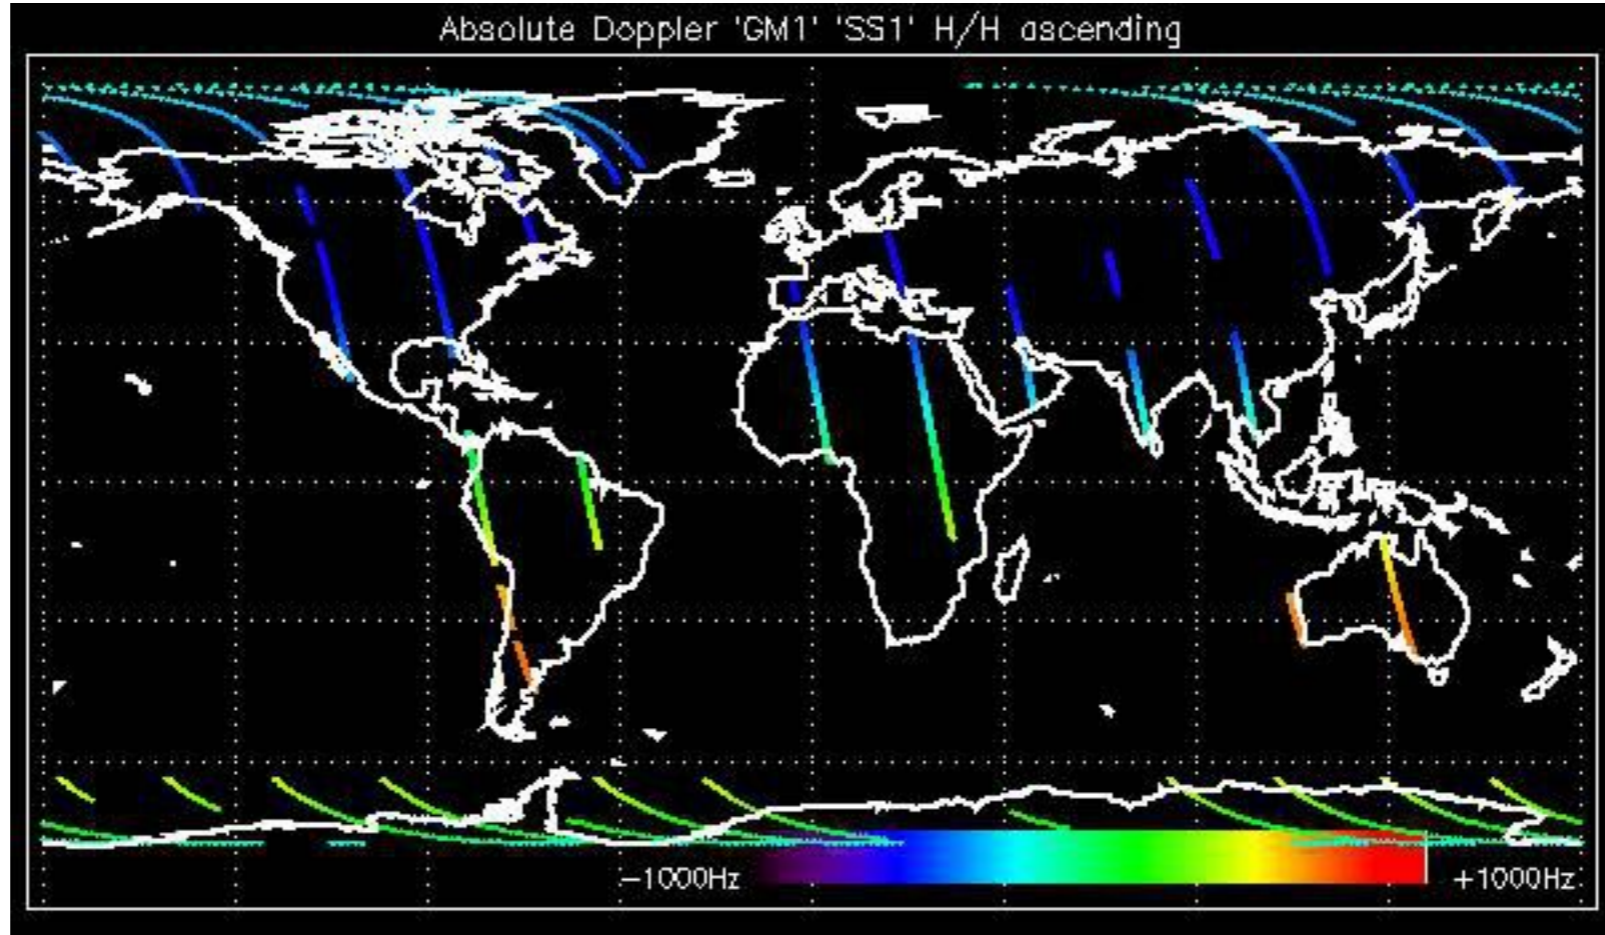 Absolute Doppler 'GM1' 'SS1' H/H ascending
-1000Hz
+1000Hz